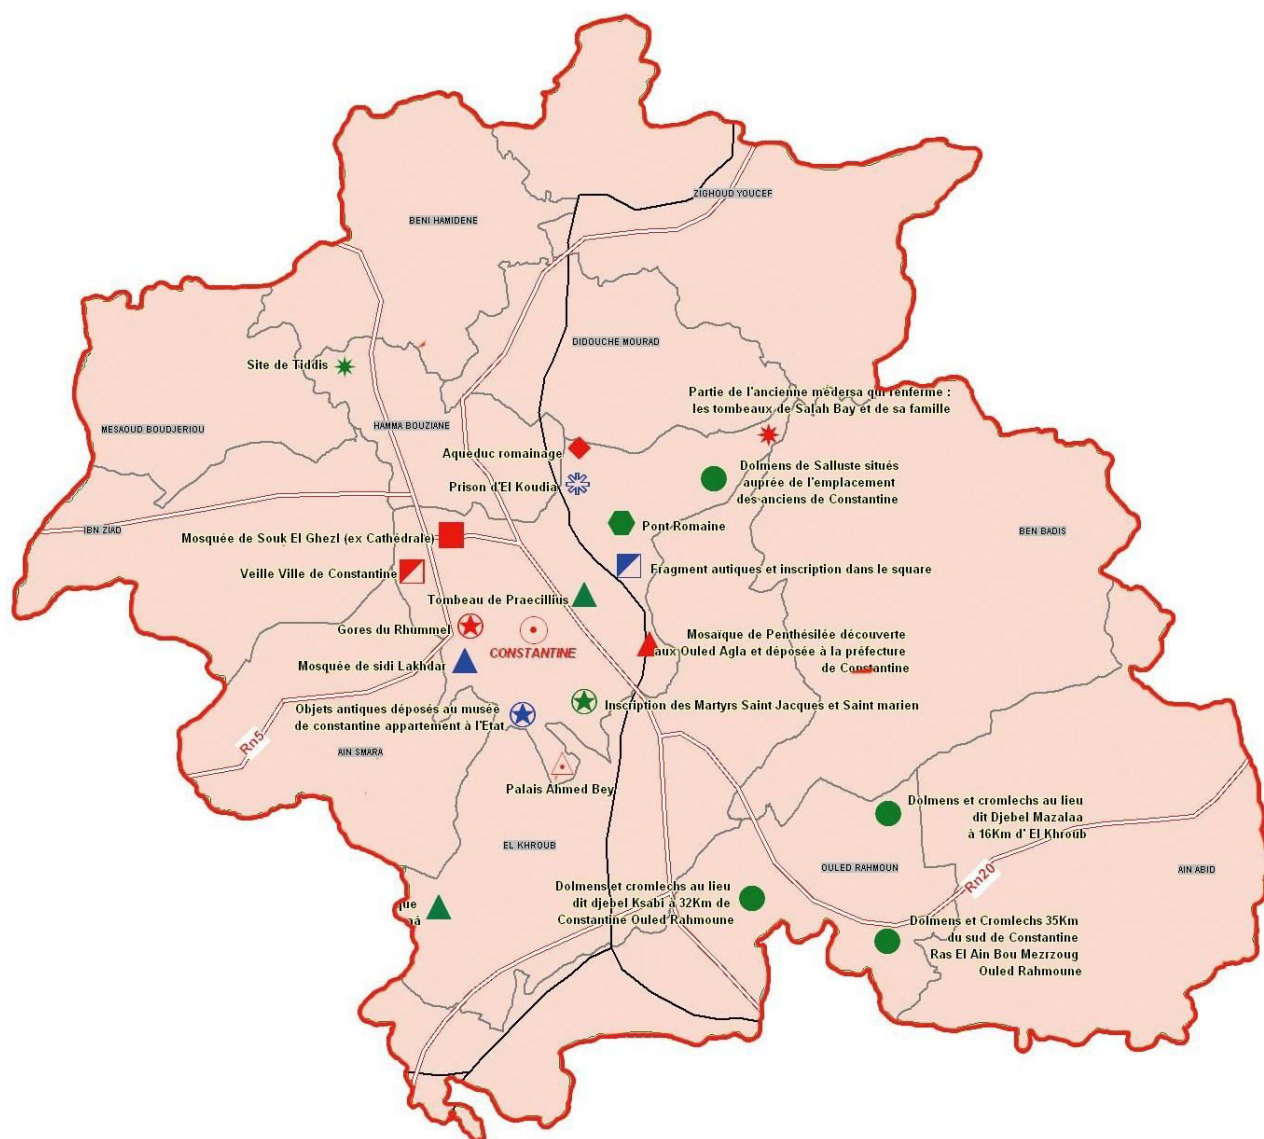 ZIGHOUD YOUCEF
BENI HAMIDENE
DIDOUCHE MOURAD
Site de Tiddis
Partie de l'ancienne médersa qui renferme :
les tombeaux de Salah Bay et de sa famille
MESAOUD BOUDJERIOU
HAMMA BOUZIANE
Aqueduc romainage
Dolmens de Salluste situés
auprée de l'emplacement
des anciens de Constantine
Prison d'El Koudia
IBN ZIAD
BEN BADIS
Pont Romaine
Mosquée de Souk El Ghezl (ex Cathédrale)
Veille Ville de Constantine
Fragment autiques et inscription dans le square
Tombeau de Praecillius
Gores du Rhummel
CONSTANTINE
Mosaïque de Penthésilée découverte
aux Ouled Agla et déposée à la préfecture
de Constantine
Mosquée de sidi Lakhdar
Objets antiques déposés au musée
de constantine appartement à l'Etat
Inscription des Martyrs Saint Jacques et Saint marien
Rn5
AIN SMARA
Palais Ahmed Bey
Dolmens et cromlechs au lieu
dit Djebel Mazalaa
à 16Km d' El Khroub
EL KHROUB
OULED RAHMOUN
AIN ABID
Rn20
Dolmens et cromlechs au lieu
dit djebel Ksabi à 32Km de
Constantine Ouled Rahmoune
que
Dolmens et Cromlechs 35Km
du sud de Constantine
Ras El Ain Bou Mezrzoug
Ouled Rahmoune